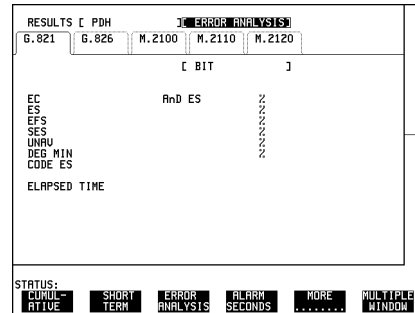 RESULTS [ PDH ][ ERROR ANALYSIS]
G.821 G.826 M.2100 M.2110 M.2120
[ BIT ]
EC AnD ES %
ES %
EFS %
SES %
UNAV %
DEG MIN %
CODE ES
ELAPSED TIME
STATUS:
CUMUL- SHORT ERROR ALARM MORE MULTIPLE
ATIVE TERM ANALYSIS SECONDS ........ WINDOW